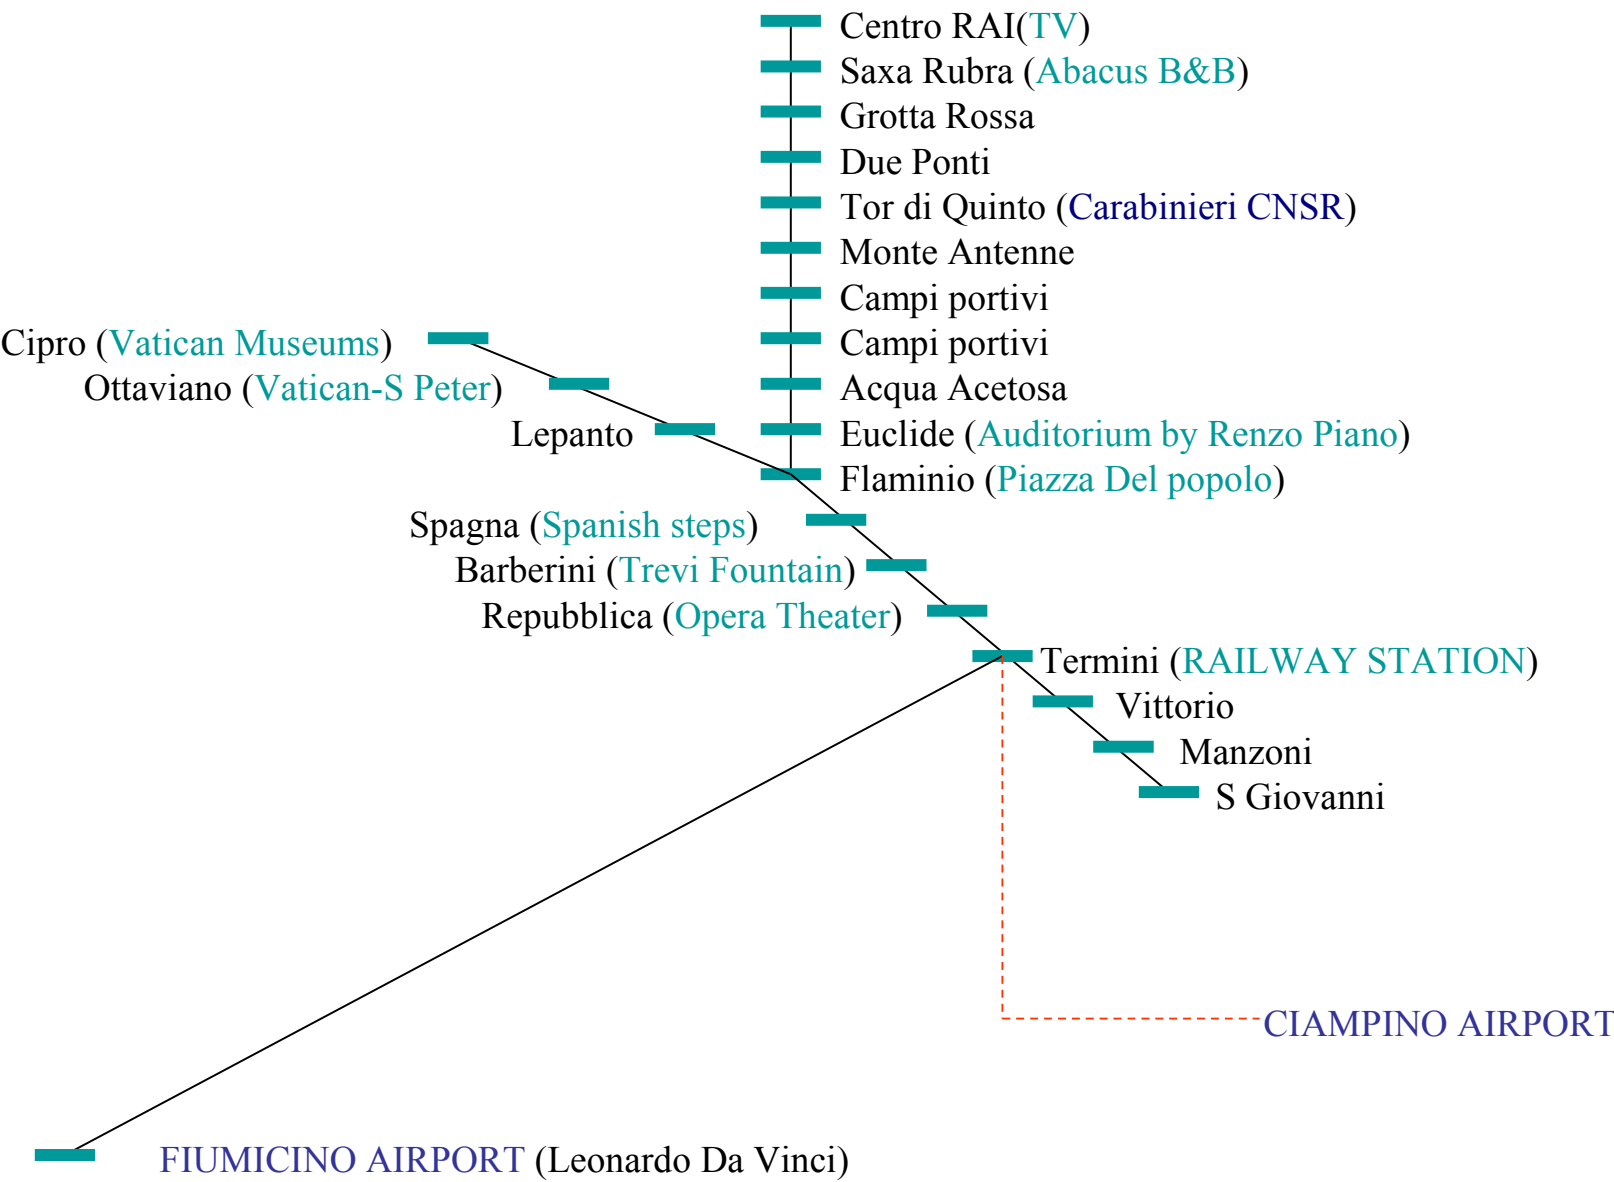 Centro RAI(TV)
Saxa Rubra (Abacus B&B)
Grotta Rossa
Due Ponti
Tor di Quinto (Carabinieri CNSR)
Monte Antenne
Campi portivi
Cipro (Vatican Museums)
Campi portivi
Ottaviano (Vatican-S Peter)
Acqua Acetosa
Lepanto
Euclide (Auditorium by Renzo Piano)
Flaminio (Piazza Del popolo)
Spagna (Spanish steps)
Barberini (Trevi Fountain)
Repubblica (Opera Theater)
Termini (RAILWAY STATION)
Vittorio
Manzoni
S Giovanni
CIAMPINO AIRPORT
FIUMICINO AIRPORT (Leonardo Da Vinci)